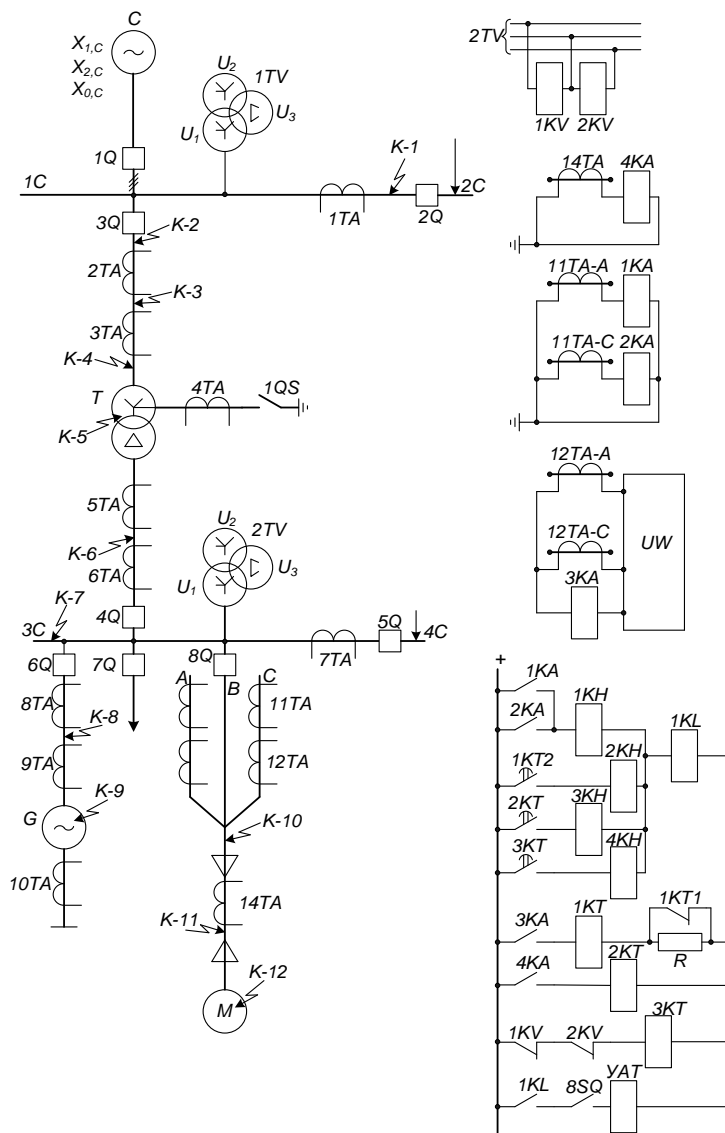 C
X1,C
X2,C
X0,C
U2
1TV
U1
U3
1Q
K-1
1C
2C
1TA
2Q
3Q
K-2
2TA
K-3
3TA
K-4
T
4TA
1QS
K-5
5TA
K-6
6TA
U2
2TV
U1
U3
K-7
4Q
3C
5Q
4C
6Q
7Q
8Q
7TA
A
B
C
8TA
11TA
K-8
9TA
12TA
K-9
G
K-10
10TA
14TA
K-11
M
K-12
2TV
1KV
2KV
14TA
4KA
11TA-A
1KA
11TA-C
2KA
12TA-A
12TA-C
UW
3KA
+
1KA
1KH
2KA
1KL
1KT2
2KH
2KT
3KH
3KT
4KH
1KT1
3KA
1KT
R
4KA
2KT
1KV
2KV
3KT
1KL
8SQ
УАТ